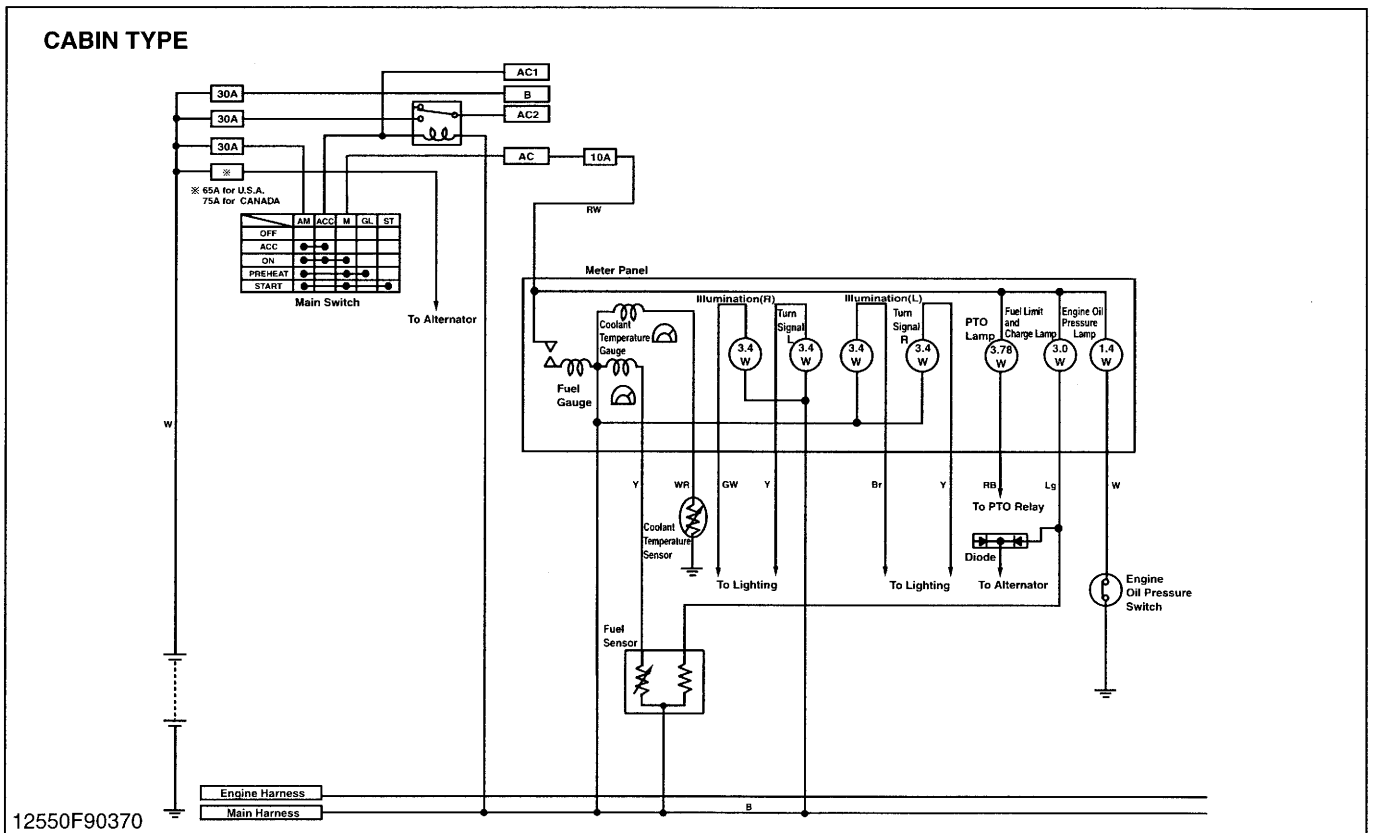 CABIN TYPE
AC1
30A
B
30A
AC2
30A
AC
10A
※
※ 65A for U.S.A.
75A for CANADA
RW
AM ACC M GL ST
OFF
ACC
ON
PREHEAT
START
Main Switch
To Alternator
Meter Panel
Illumination(R)
Illumination(L)
Coolant
Temperature
Gauge
Turn
Signal
L
Turn
Signal
R
PTO
Lamp
Fuel Limit
and
Charge Lamp
Engine Oil
Pressure
Lamp
3.4
W
3.4
W
3.4
W
3.4
W
3.78
W
3.0
W
1.4
W
Fuel
Gauge
W
Y
WR
GW
Y
Br
Y
RB
Lg
W
To PTO Relay
Coolant
Temperature
Sensor
Diode
To Lighting
To Lighting
To Alternator
Engine
Oil Pressure
Switch
Fuel
Sensor
Engine Harness
Main Harness
B
12550F90370